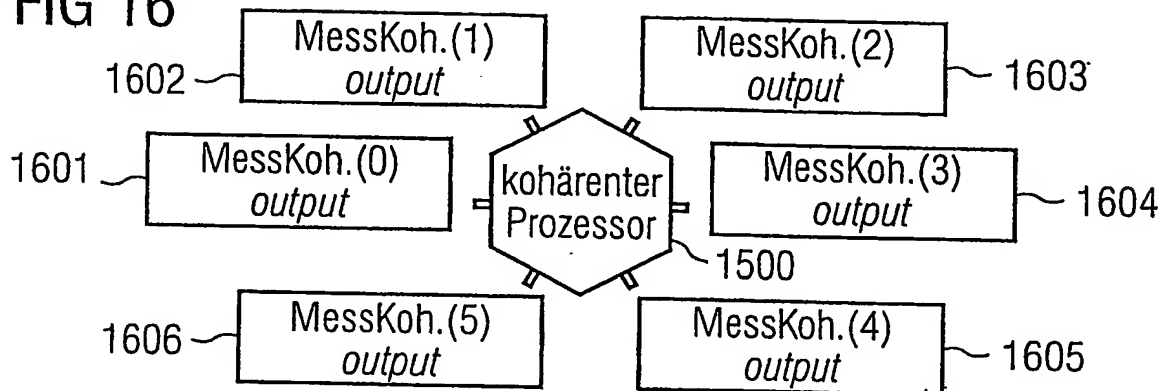 FIG 16
MessKoh.(1)
output
1602
MessKoh.(2)
output
1603
1601
MessKoh.(0)
output
kohärenter
Prozessor
1500
MessKoh.(3)
output
1604
1606
MessKoh.(5)
output
MessKoh.(4)
output
1605